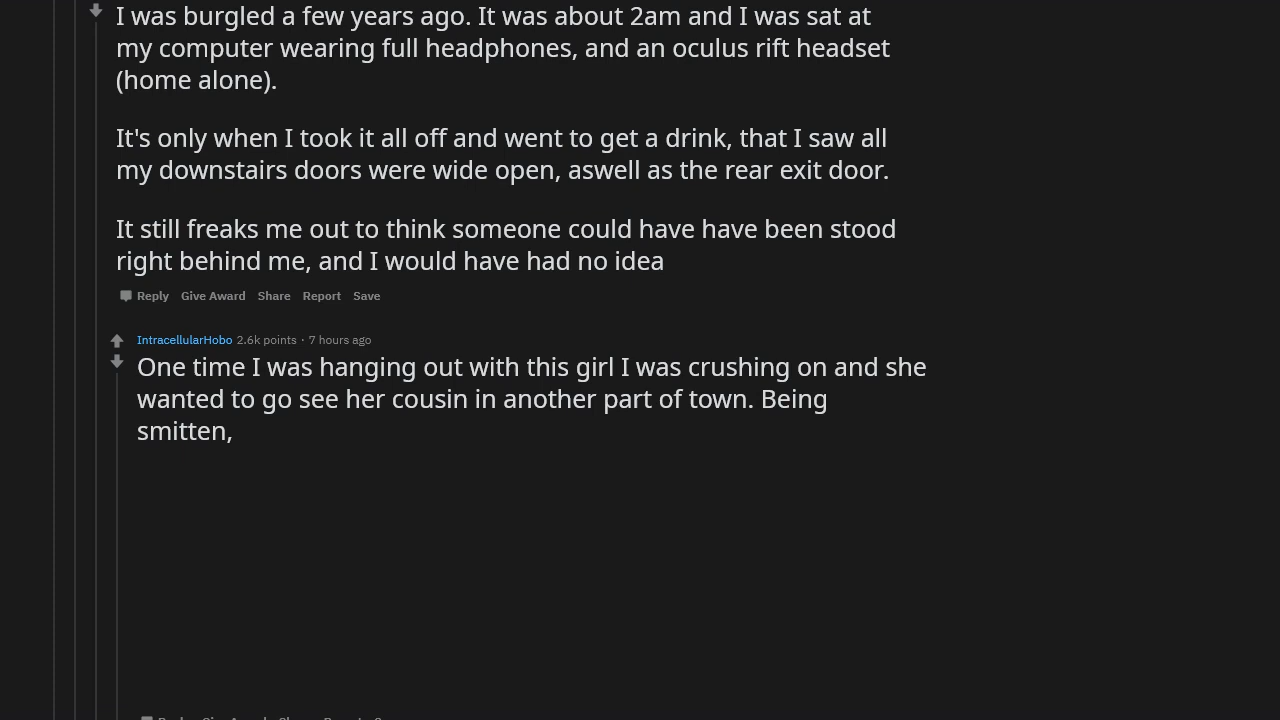 I was burgled a few years ago. It was about 2am and I was sat at
my computer wearing full headphones, and an oculus rift headset
(home alone).
It's only when I took it all off and went to get a drink, that I saw all
my downstairs doors were wide open, aswell as the rear exit door.
It still freaks me out to think someone could have have been stood
right behind me, and I would have had no idea
Reply Give Award Share Report Save
IntracellularHobo 2.6k points · 7 hours ago
One time I was hanging out with this girl I was crushing on and she
wanted to go see her cousin in another part of town. Being
smitten,